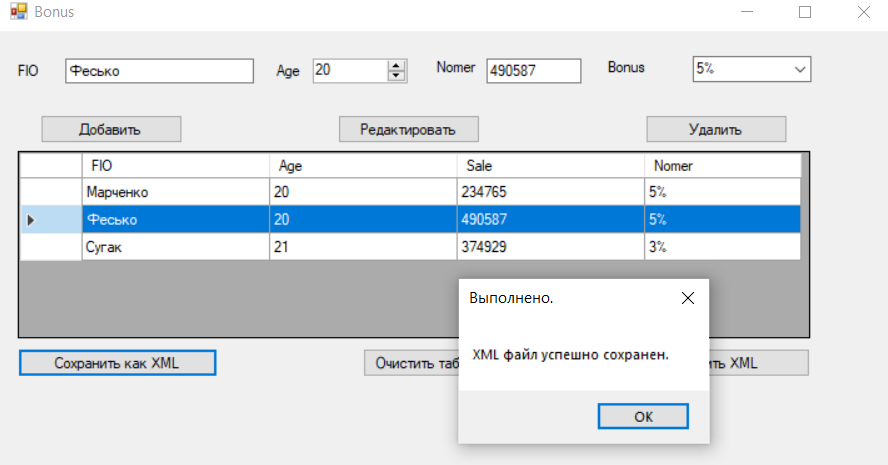 Bonus
FIO Фесько Age 20 Nomer 490587 Bonus 5%
Добавить Редактировать Удалить
FIO Age Sale Nomer
Марченко 20 234765 5%
Фесько 20 490587 5%
Сугак 21 374929 3%
Выполнено.
XML файл успешно сохранен.
OK
Сохранить как XML Очистить XML